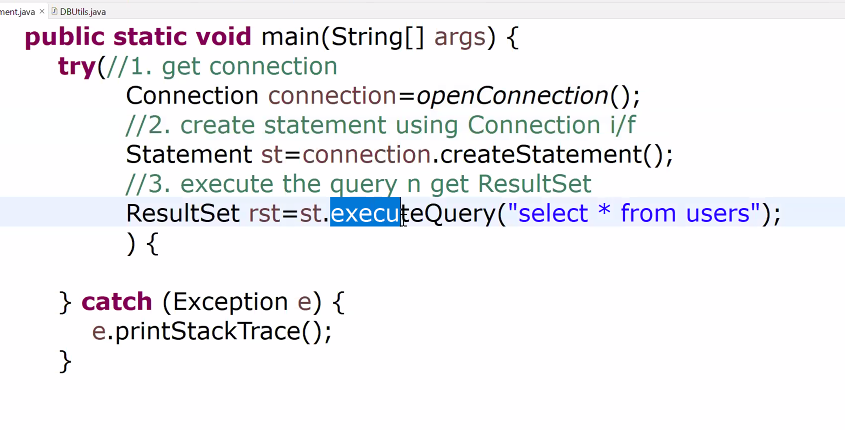 ment.java × DBUtils.java
public static void main(String[] args) {
try(//1. get connection
Connection connection=openConnection();
//2. create statement using Connection i/f
Statement st=connection.createStatement();
//3. execute the query n get ResultSet
ResultSet rst=st.executeQuery("select * from users");
) {
} catch (Exception e) {
e.printStackTrace();
}